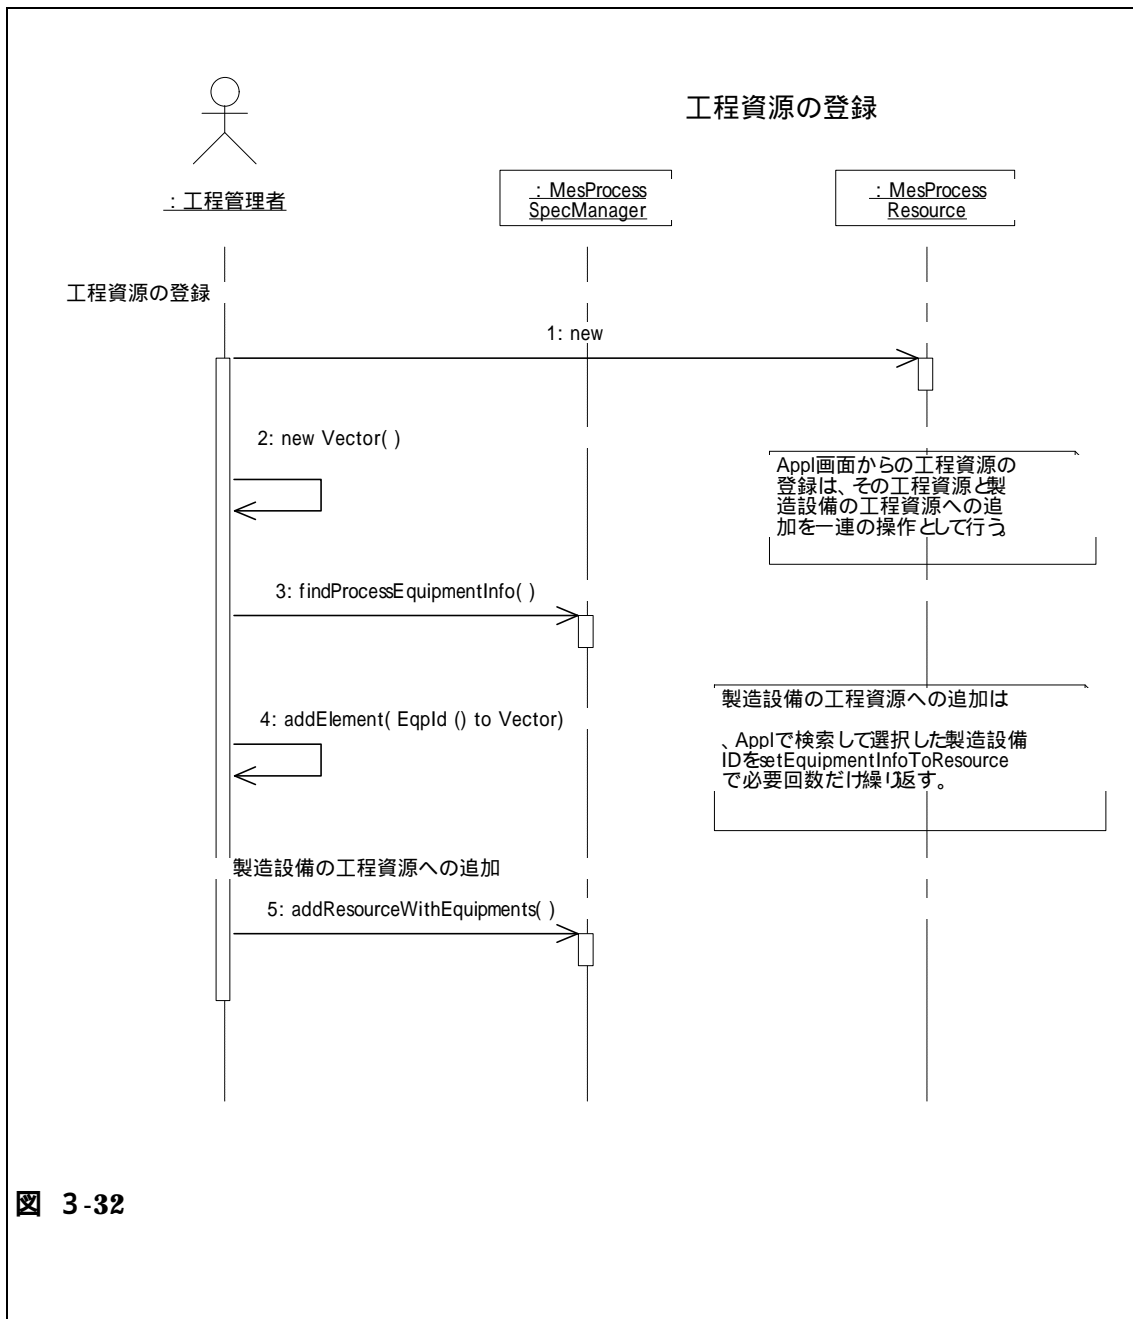 工程資源の登録
: 工程管理者
: MesProcess
SpecManager
: MesProcess
Resource
工程資源の登録
1: new
2: new Vector( )
Appl画面からの工程資源の
登録は、その工程資源と製
造設備の工程資源への追
加を一連の操作として行う。
3: findProcessEquipmentInfo( )
製造設備の工程資源への追加は
、Applで検索して選択した製造設備
IDをsetEquipmentInfoToResource
で必要回数だけ繰り返す。
4: addElement( EqpId () to Vector)
製造設備の工程資源への追加
5: addResourceWithEquipments( )
図 3-32